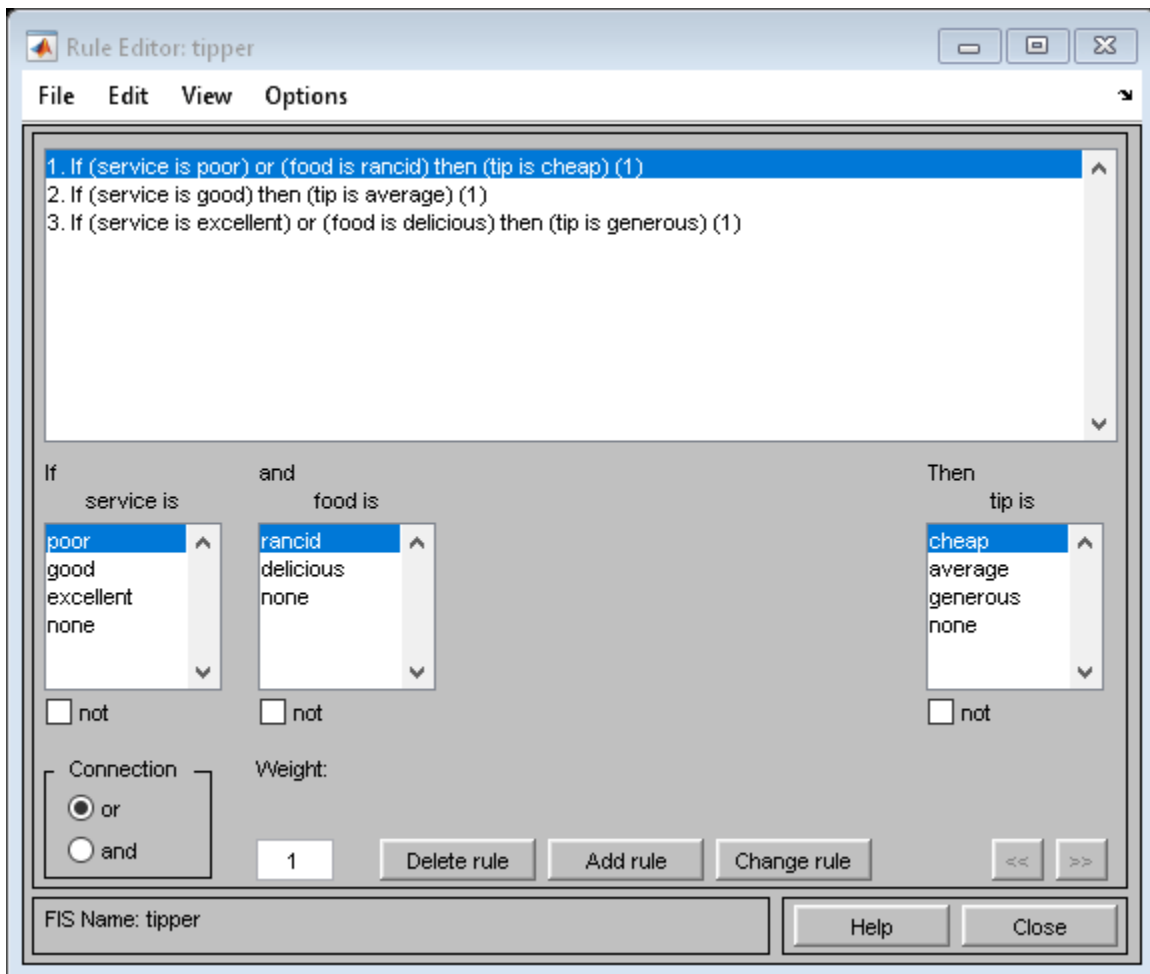 Rule Editor: tipper
File Edit View Options
1. If (service is poor) or (food is rancid) then (tip is cheap) (1)
2. If (service is good) then (tip is average) (1)
3. If (service is excellent) or (food is delicious) then (tip is generous) (1)
If and Then
service is food is tip is
poor rancid cheap
good delicious average
excellent none generous
none none
not not not
Connection Weight:
or
and 1 Delete rule Add rule Change rule << >>
FIS Name: tipper Help Close